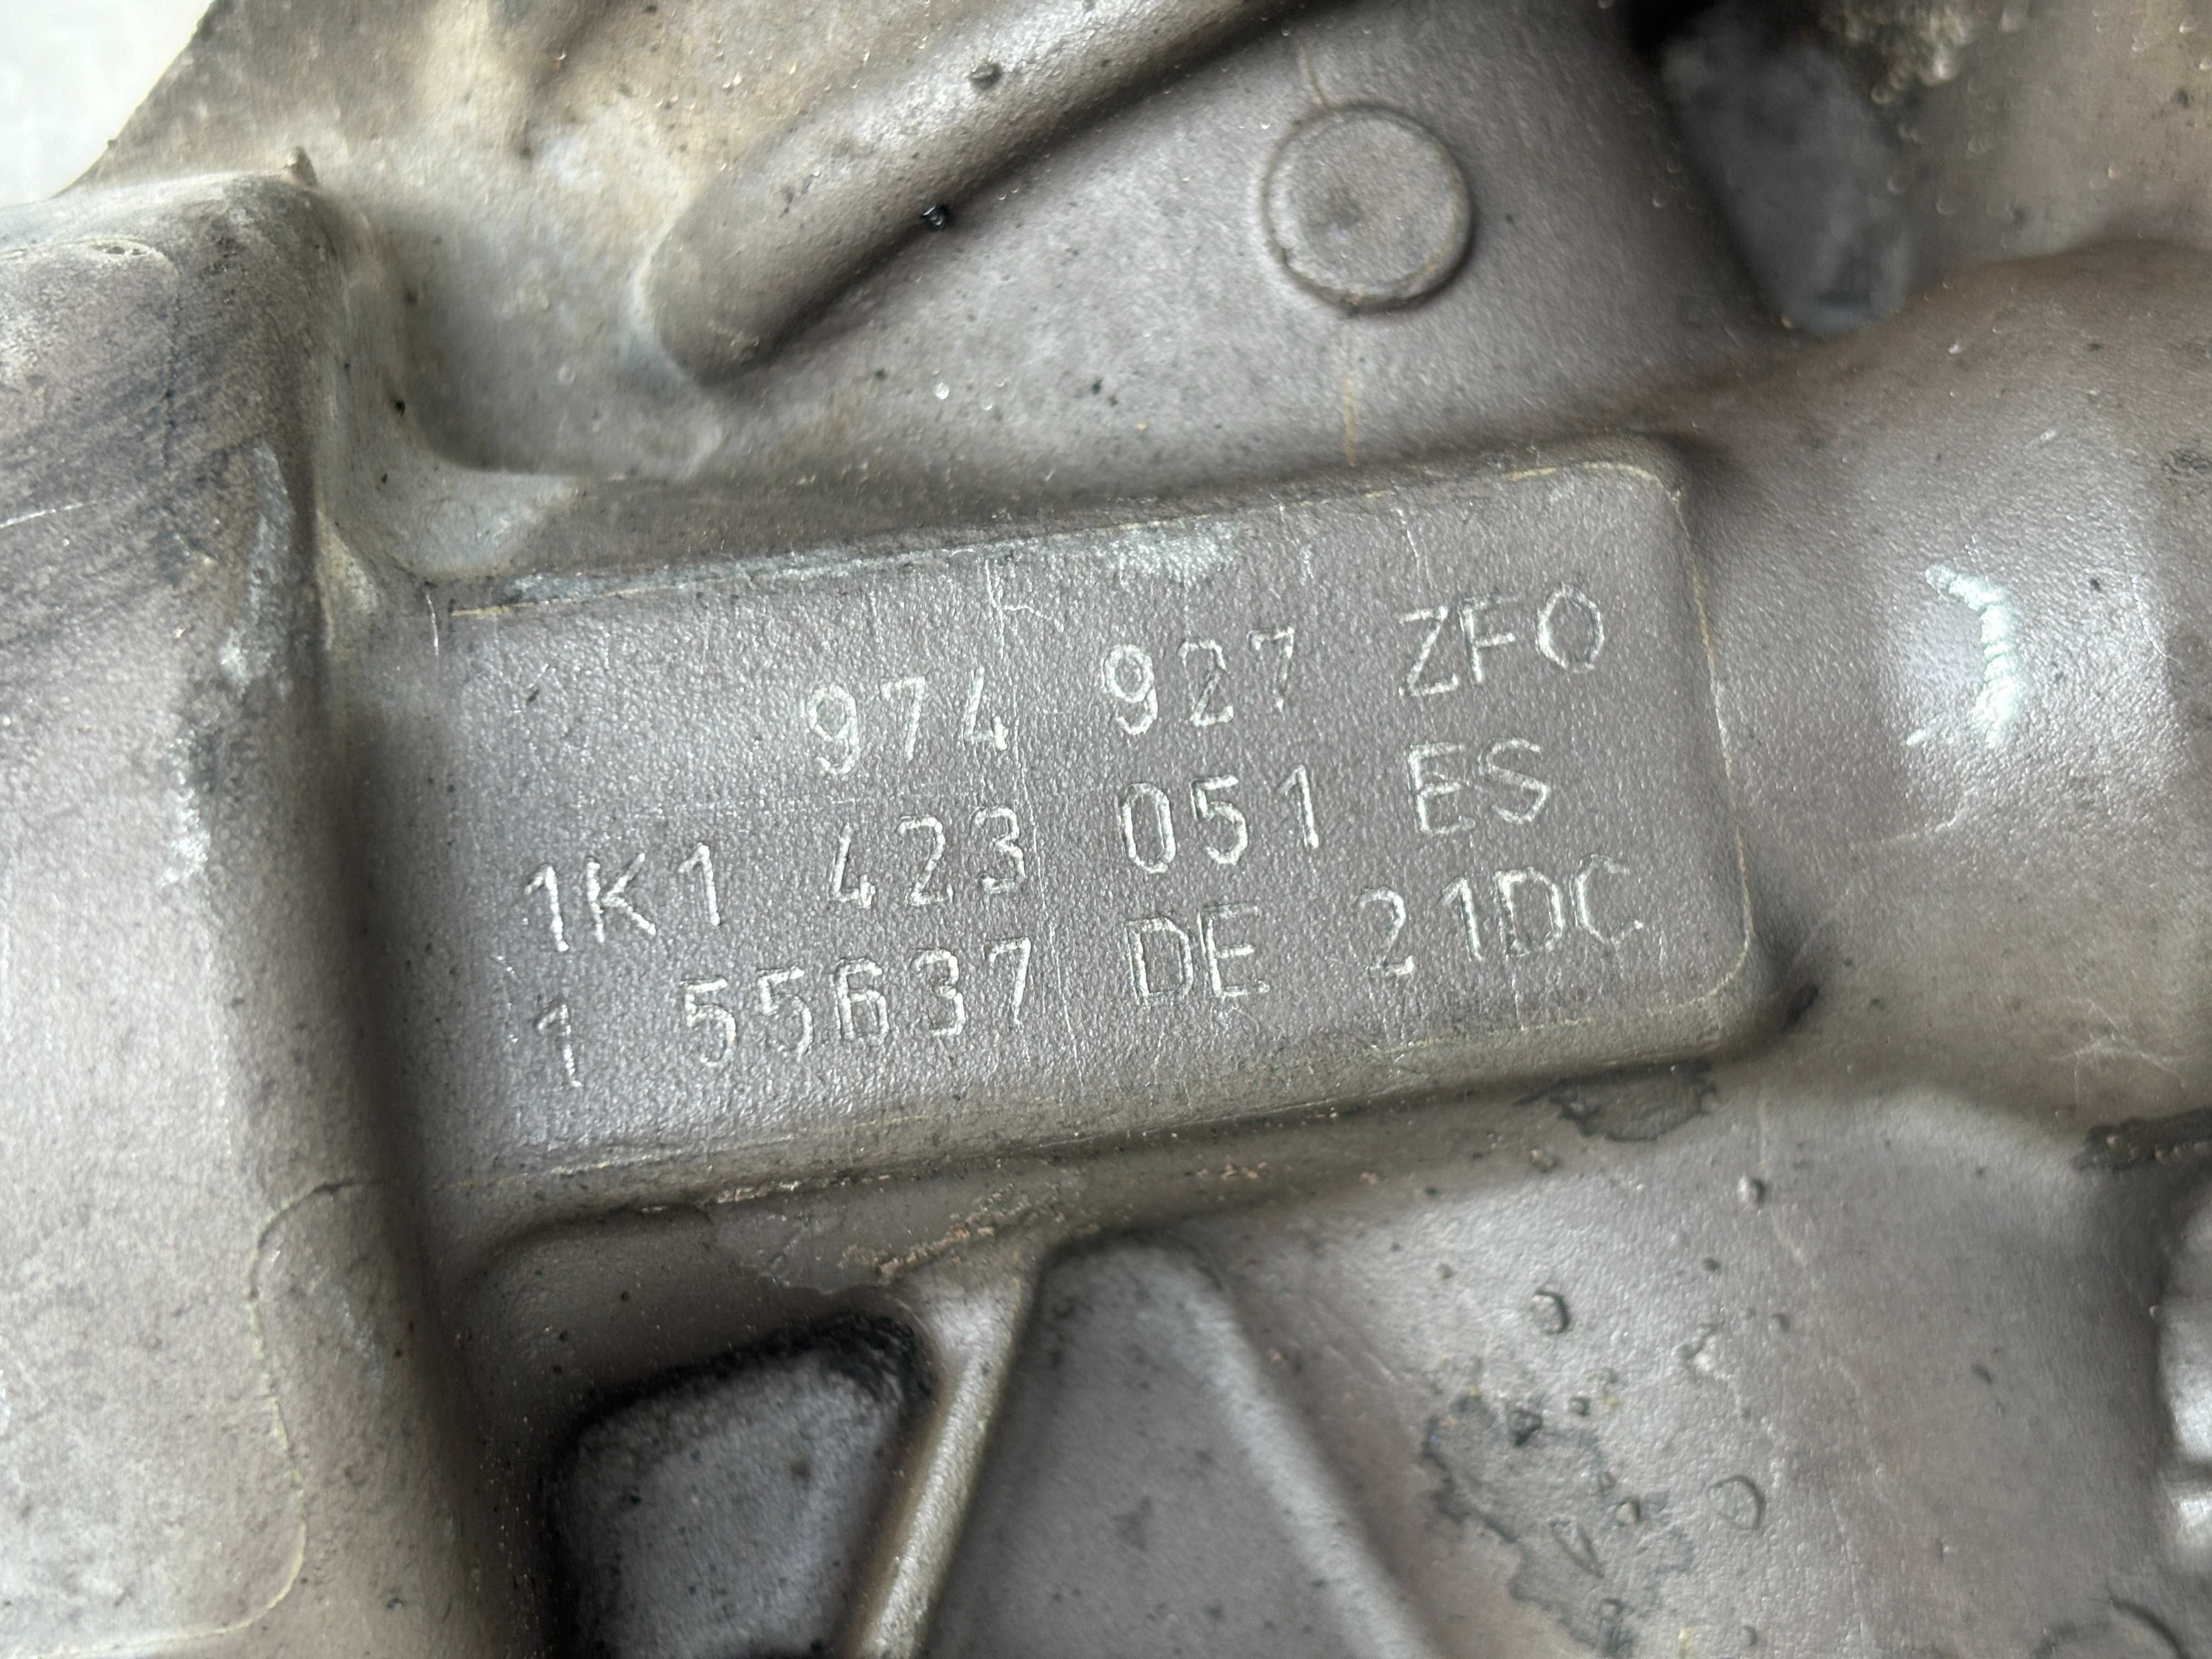 974 927 ZFO
1K1 423 051 ES
1 55637 DE 21DC